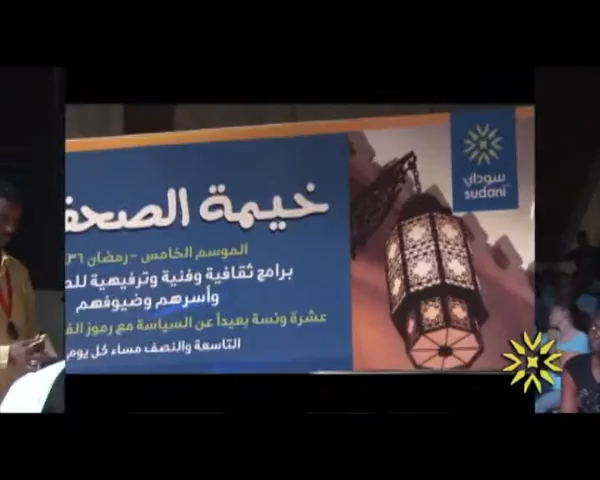 سوداني
sudani
خيمة
الموسم الخامس - رمضان
برامج ثقافية وفنية وترفيهية
وأسرهم وضيوفهم
عشرة ونسة بعيداً عن السياسة مع رموز
التاسعة والنصف مساء كل يوم